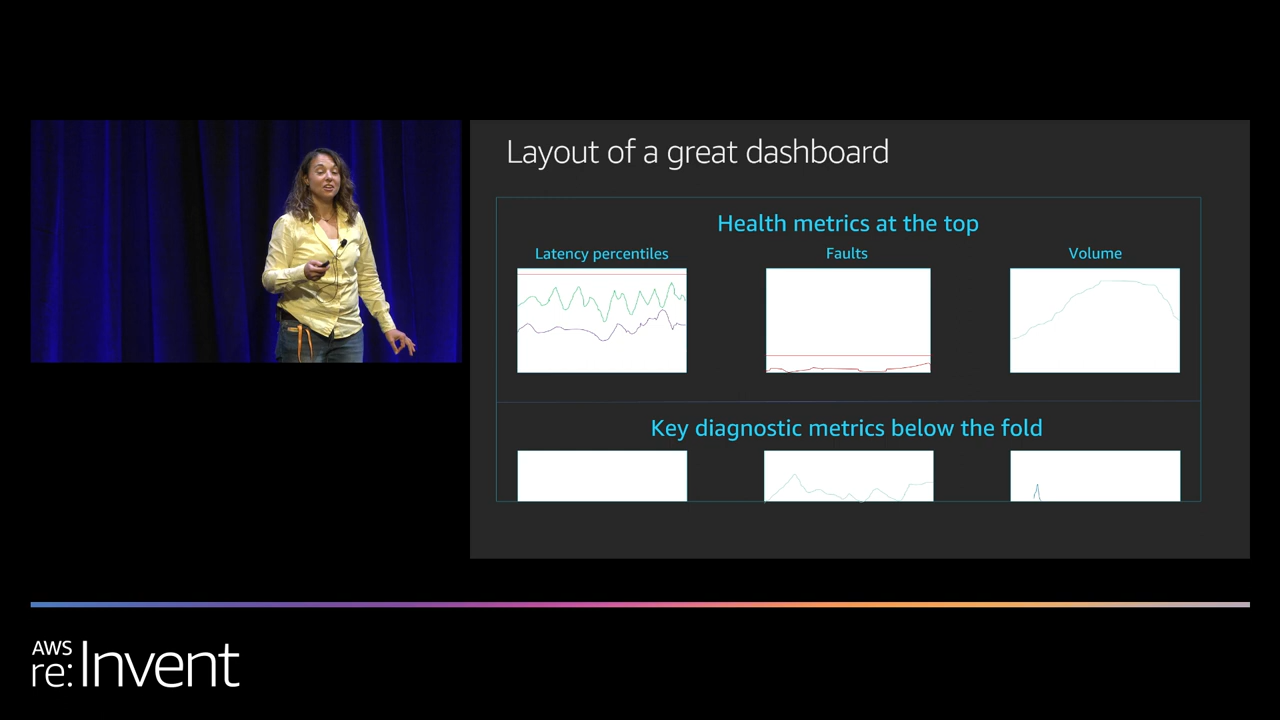 Layout of a great dashboard
Health metrics at the top
Latency percentiles
Faults
Volume
Key diagnostic metrics below the fold
AWS
re:Invent